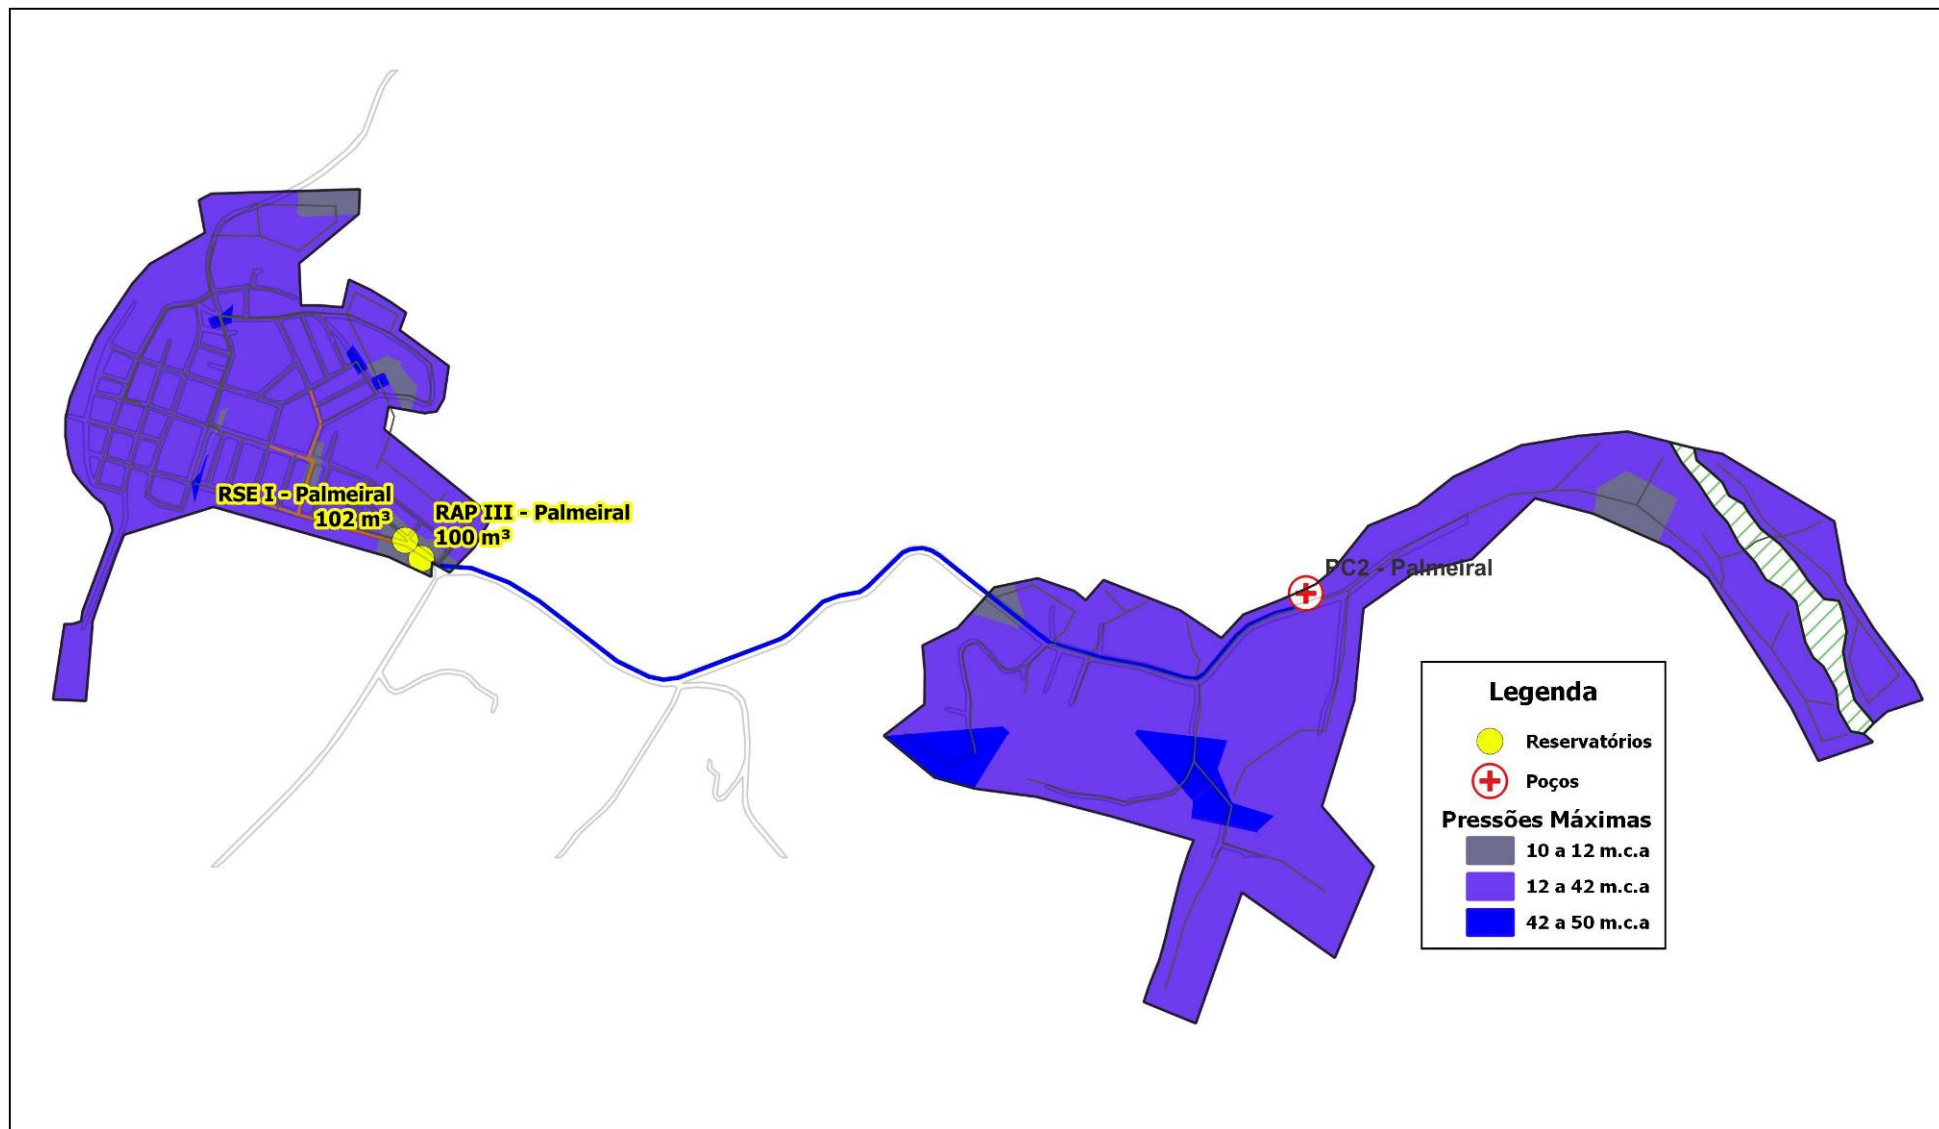 RSE I - Palmeiral
102 m³
RAP III - Palmeiral
100 m³
PC2 - Palmeiral
Legenda
Reservatórios
Poços
Pressões Máximas
10 a 12 m.c.a
12 a 42 m.c.a
42 a 50 m.c.a